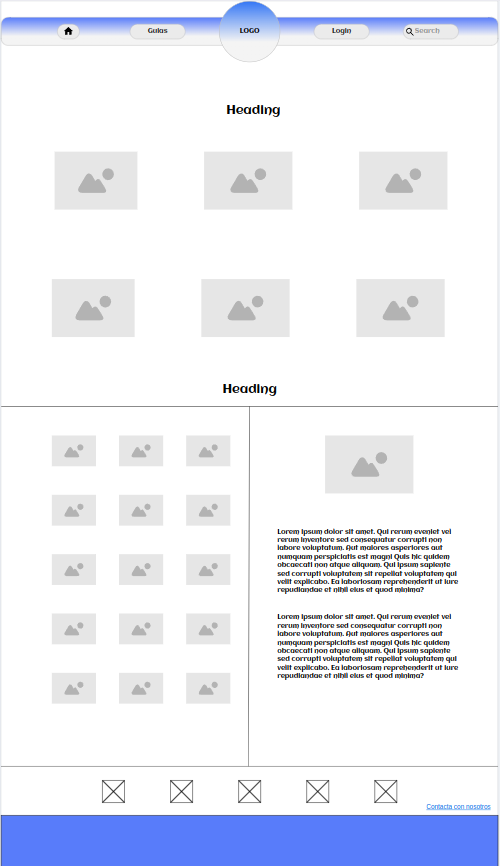 Guias
LOGO
Login
Search
Heading
Heading
Lorem ipsum dolor sit amet. Qui rerum eveniet vel
rerum inventore sed consequatur corrupti non
labore voluptatum. Aut maiores asperiores aut
numquam perspiciatis est magni Quis hic quidem
obcaecati non atque aliquam. Qui ipsum sapiente
sed corrupti voluptatem sit repellat voluptatem qui
velit explicabo. Ea laboriosam reprehenderit ut iure
repudiandae et nihil eius et quod minima?
Lorem ipsum dolor sit amet. Qui rerum eveniet vel
rerum inventore sed consequatur corrupti non
labore voluptatum. Aut maiores asperiores aut
numquam perspiciatis est magni Quis hic quidem
obcaecati non atque aliquam. Qui ipsum sapiente
sed corrupti voluptatem sit repellat voluptatem qui
velit explicabo. Ea laboriosam reprehenderit ut iure
repudiandae et nihil eius et quod minima?
Contacta con nosotros